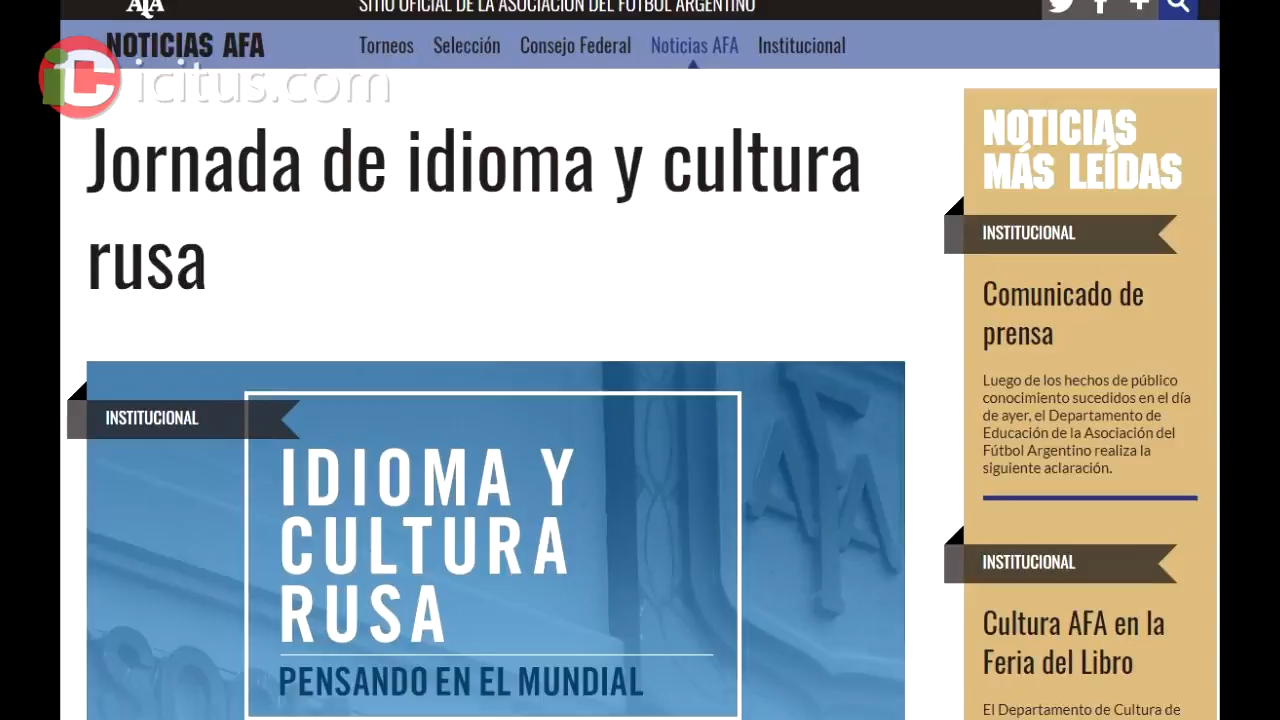 AFA
SITIO OFICIAL DE LA ASOCIACIÓN DEL FÚTBOL ARGENTINO
NOTICIAS AFA
Torneos Selección Consejo Federal Noticias AFA Institucional
icitus.com
Jornada de idioma y cultura
rusa
INSTITUCIONAL
IDIOMA Y
CULTURA
RUSA
PENSANDO EN EL MUNDIAL
AFA
NOTICIAS
MÁS LEÍDAS
INSTITUCIONAL
Comunicado de
prensa
Luego de los hechos de público
conocimiento sucedidos en el día
de ayer, el Departamento de
Educación de la Asociación del
Fútbol Argentino realiza la
siguiente aclaración.
INSTITUCIONAL
Cultura AFA en la
Feria del Libro
El Departamento de Cultura de